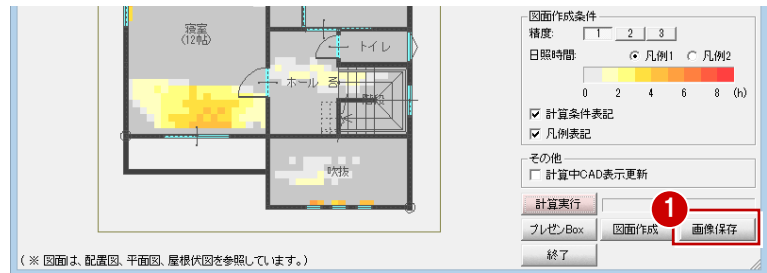 寝室
(12帖)
トイレ
ホール
DN
階段
吹抜
(※ 図面は、配置図、平面図、屋根伏図を参照しています。)
図面作成条件
精度: 1 2 3
日照時間: 凡例1 凡例2
0 2 4 6 8 (h)
計算条件表記
凡例表記
その他
計算中CAD表示更新
計算実行
1
プレゼンBox 図面作成 画像保存
終了